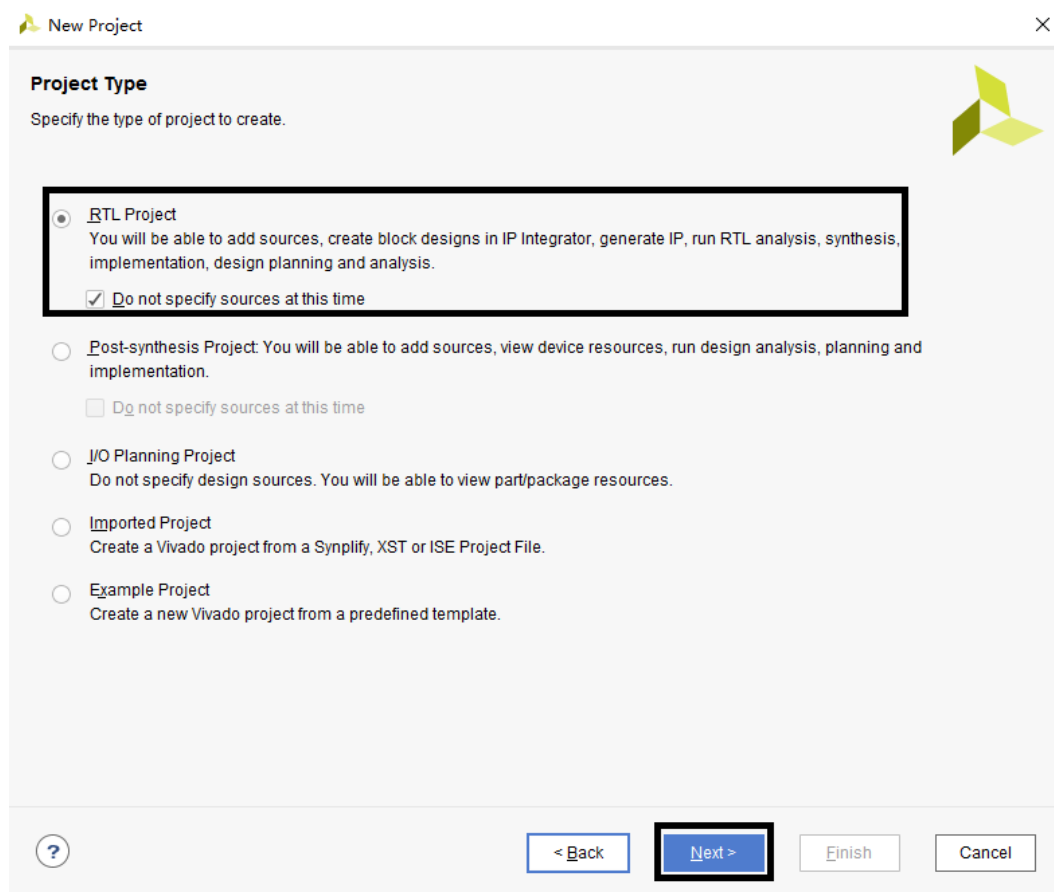 New Project
Project Type
Specify the type of project to create.
RTL Project
You will be able to add sources, create block designs in IP Integrator, generate IP, run RTL analysis, synthesis,
implementation, design planning and analysis.
Do not specify sources at this time
Post-synthesis Project: You will be able to add sources, view device resources, run design analysis, planning and
implementation.
Do not specify sources at this time
I/O Planning Project
Do not specify design sources. You will be able to view part/package resources.
Imported Project
Create a Vivado project from a Synplify, XST or ISE Project File.
Example Project
Create a new Vivado project from a predefined template.
? < Back Next > Finish Cancel